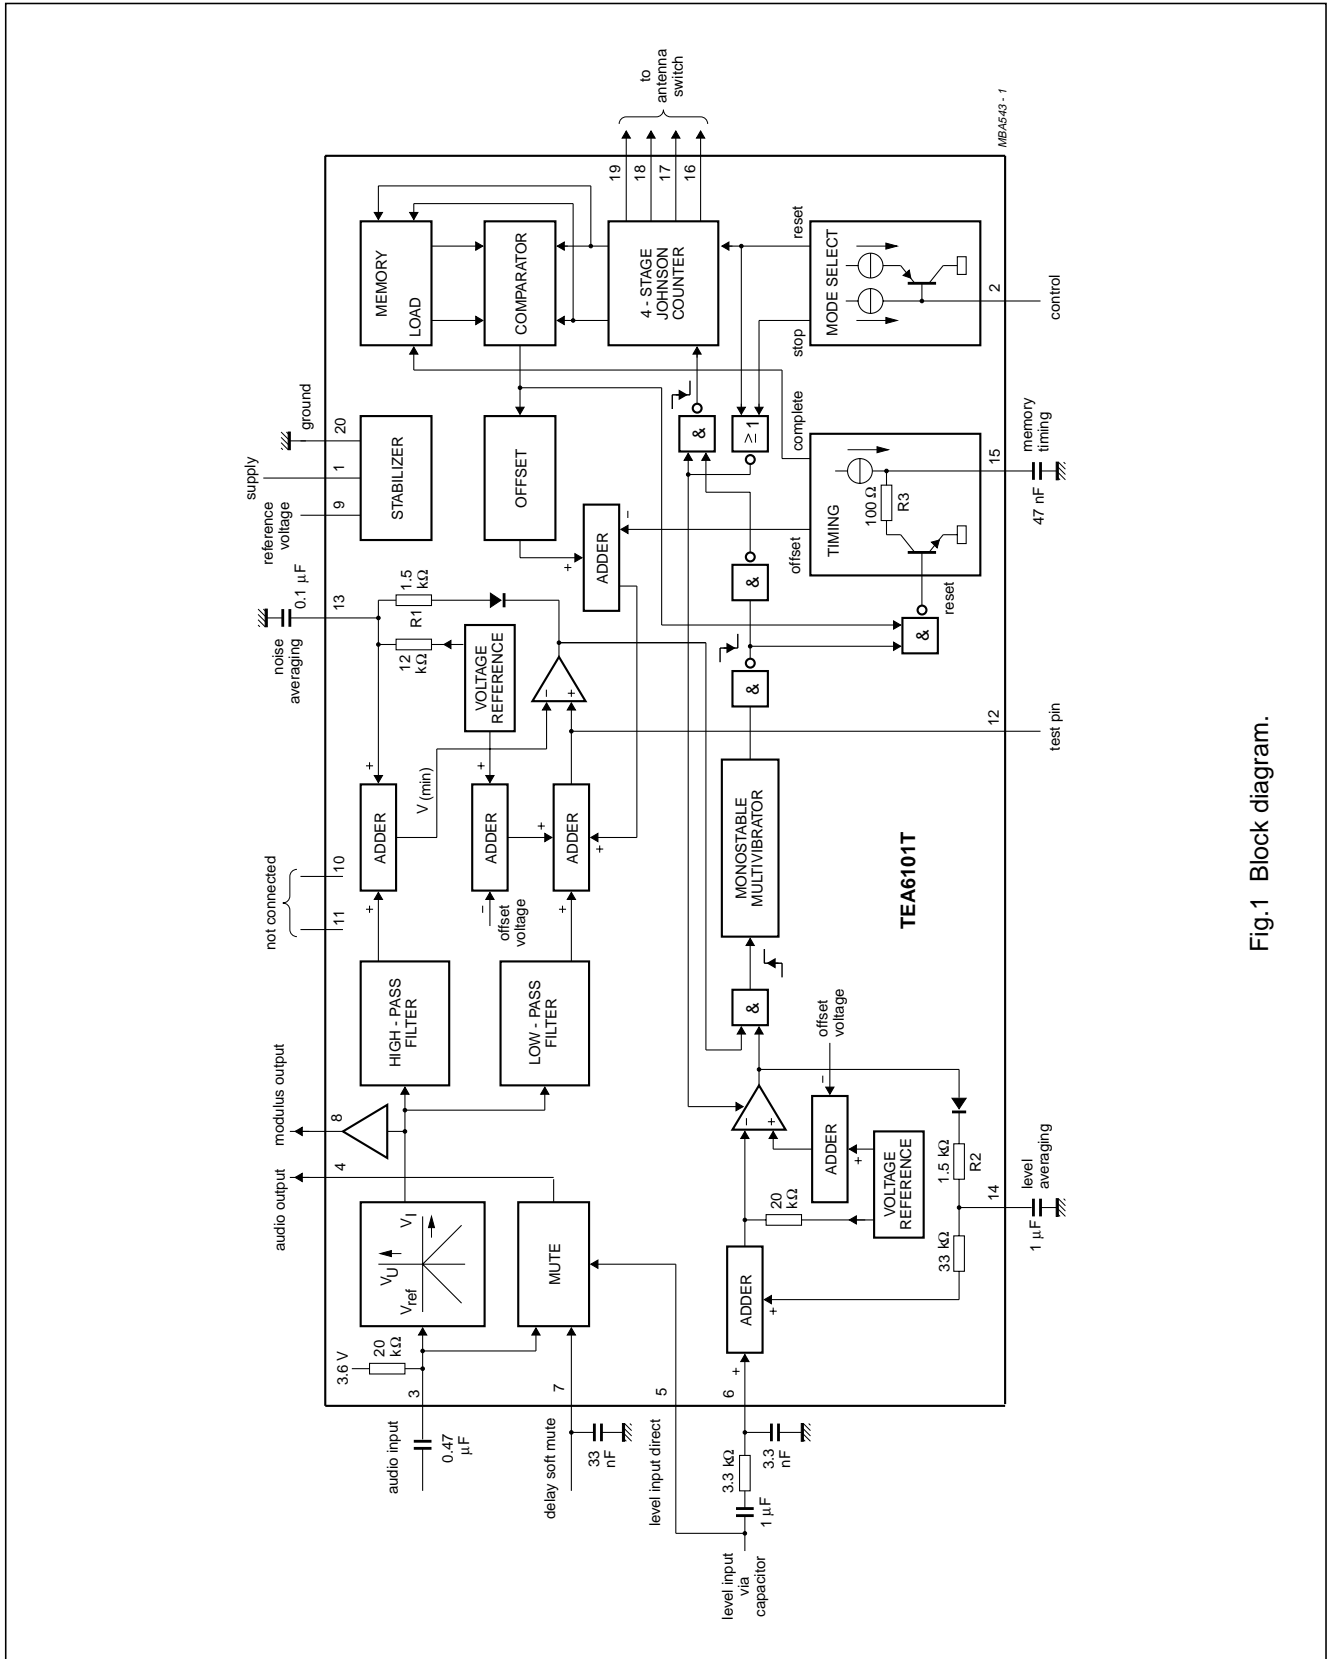 audio output
modulus output
not connected
noise
averaging
reference
voltage
supply
ground
4
8
11
10
13
0.1 µF
9
1
20
3.6 V
20
kΩ
audio input
0.47
µF
3
Vref
VU
VI
HIGH - PASS
FILTER
+
ADDER
+
12
kΩ
R1
1.5
kΩ
STABILIZER
MEMORY
LOAD
V (min)
offset
voltage
−
ADDER
+
VOLTAGE
REFERENCE
OFFSET
COMPARATOR
delay soft mute
33
nF
7
MUTE
LOW - PASS
FILTER
+
ADDER
+
+
−
+
+
ADDER
−
4 - STAGE
JOHNSON
COUNTER
19
18
17
16
to
antenna
switch
level input direct
5
level input
via
capacitor
1 µF
3.3 kΩ
3.3
nF
6
+
ADDER
+
20
kΩ
−
+
&
MONOSTABLE
MULTIVIBRATOR
&
&
&
≥ 1
ADDER
−
+
offset
voltage
VOLTAGE
REFERENCE
33 kΩ
1.5 kΩ
R2
14
1 µF
level
averaging
TEA6101T
12
test pin
&
reset
offset
complete
TIMING
100 Ω
R3
15
47 nF
memory
timing
stop
reset
MODE SELECT
2
control
MBA543 - 1
Fig.1 Block diagram.